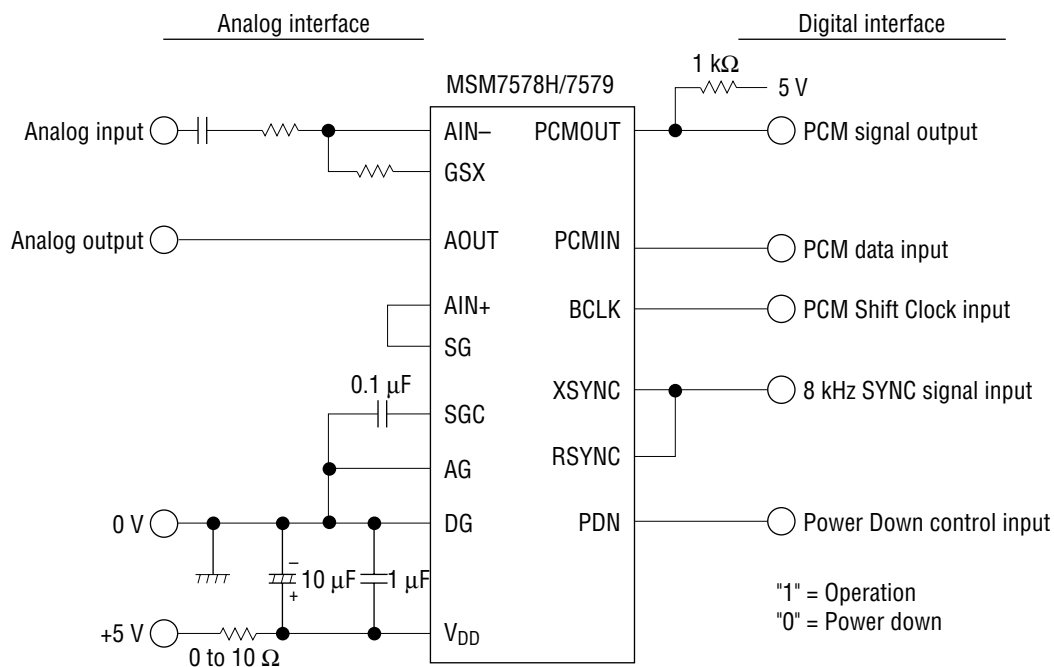 Analog interface
Digital interface
1 kΩ
MSM7578H/7579
5 V
Analog input
AIN–
PCMOUT
PCM signal output
GSX
Analog output
AOUT
PCMIN
PCM data input
AIN+
BCLK
PCM Shift Clock input
SG
0.1 μF
SGC
XSYNC
8 kHz SYNC signal input
AG
RSYNC
0 V
DG
PDN
Power Down control input
–
10 μF
1 μF
+
"1" = Operation
"0" = Power down
+5 V
VDD
0 to 10 Ω